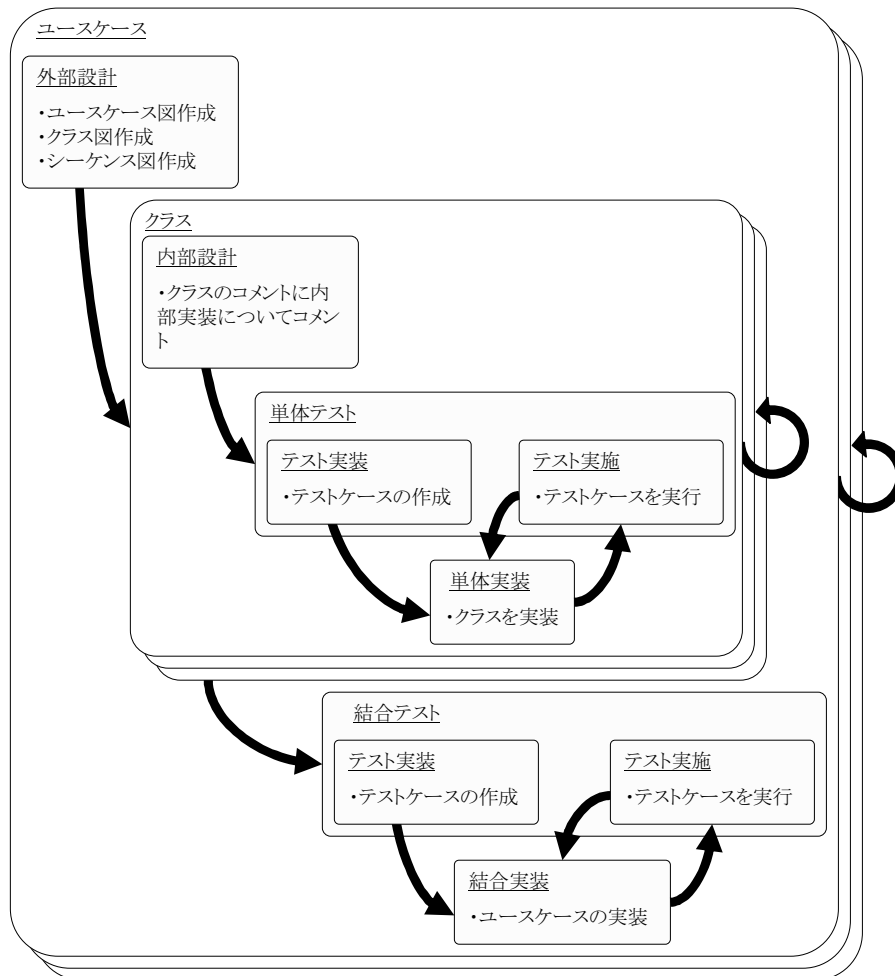 ユースケース
外部設計
・ユースケース図作成
・クラス図作成
・シーケンス図作成
クラス
内部設計
・クラスのコメントに内
部実装についてコメン
ト
単体テスト
テスト実装
・テストケースの作成
テスト実施
・テストケースを実行
単体実装
・クラスを実装
結合テスト
テスト実装
・テストケースの作成
テスト実施
・テストケースを実行
結合実装
・ユースケースの実装